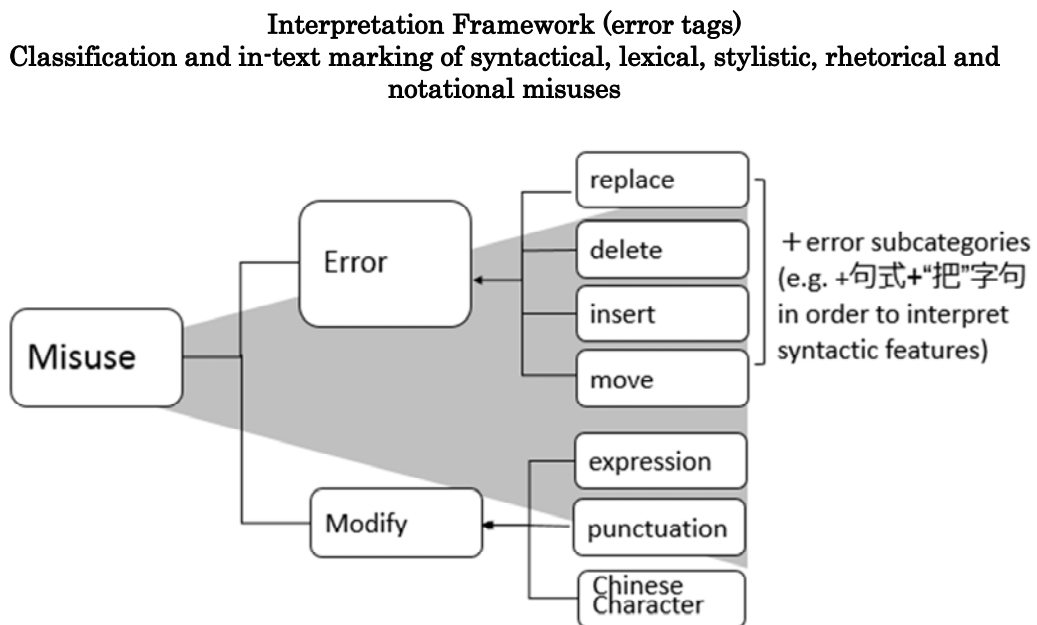 Interpretation Framework (error tags)
Classification and in-text marking of syntactical, lexical, stylistic, rhetorical and
notational misuses
Misuse
Error
replace
delete
insert
move
+error subcategories
(e.g. +句式+“把”字句
in order to interpret
syntactic features)
Modify
expression
punctuation
Chinese
Character